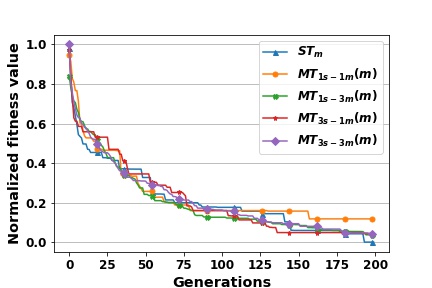 Normalized fitness value
1.0
0.8
0.6
0.4
0.2
0.0
0 25 50 75 100 125 150 175 200
Generations
STₘ
MT₁ₛ₋₁ₘ(m)
MT₁ₛ₋₃ₘ(m)
MT₃ₛ₋₁ₘ(m)
MT₃ₛ₋₃ₘ(m)